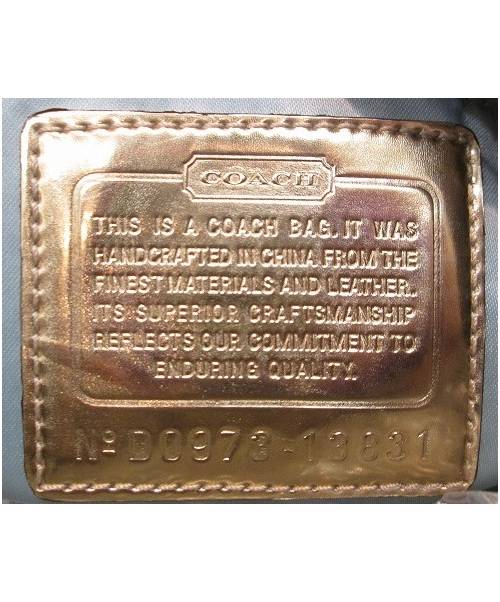 COACH
THIS IS A COACH BAG. IT WAS
HANDCRAFTED IN CHINA FROM THE
FINEST MATERIALS AND LEATHER.
ITS SUPERIOR CRAFTSMANSHIP
REFLECTS OUR COMMITMENT TO
ENDURING QUALITY.
Nº D0973-13831